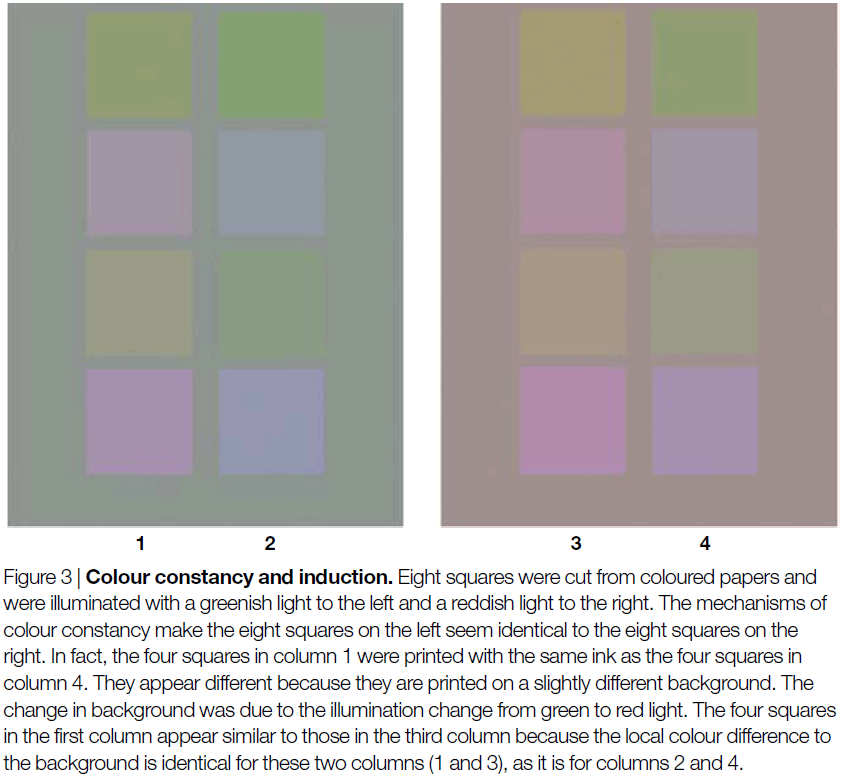 1 2 3 4
Figure 3 | Colour constancy and induction. Eight squares were cut from coloured papers and
were illuminated with a greenish light to the left and a reddish light to the right. The mechanisms of
colour constancy make the eight squares on the left seem identical to the eight squares on the
right. In fact, the four squares in column 1 were printed with the same ink as the four squares in
column 4. They appear different because they are printed on a slightly different background. The
change in background was due to the illumination change from green to red light. The four squares
in the first column appear similar to those in the third column because the local colour difference to
the background is identical for these two columns (1 and 3), as it is for columns 2 and 4.